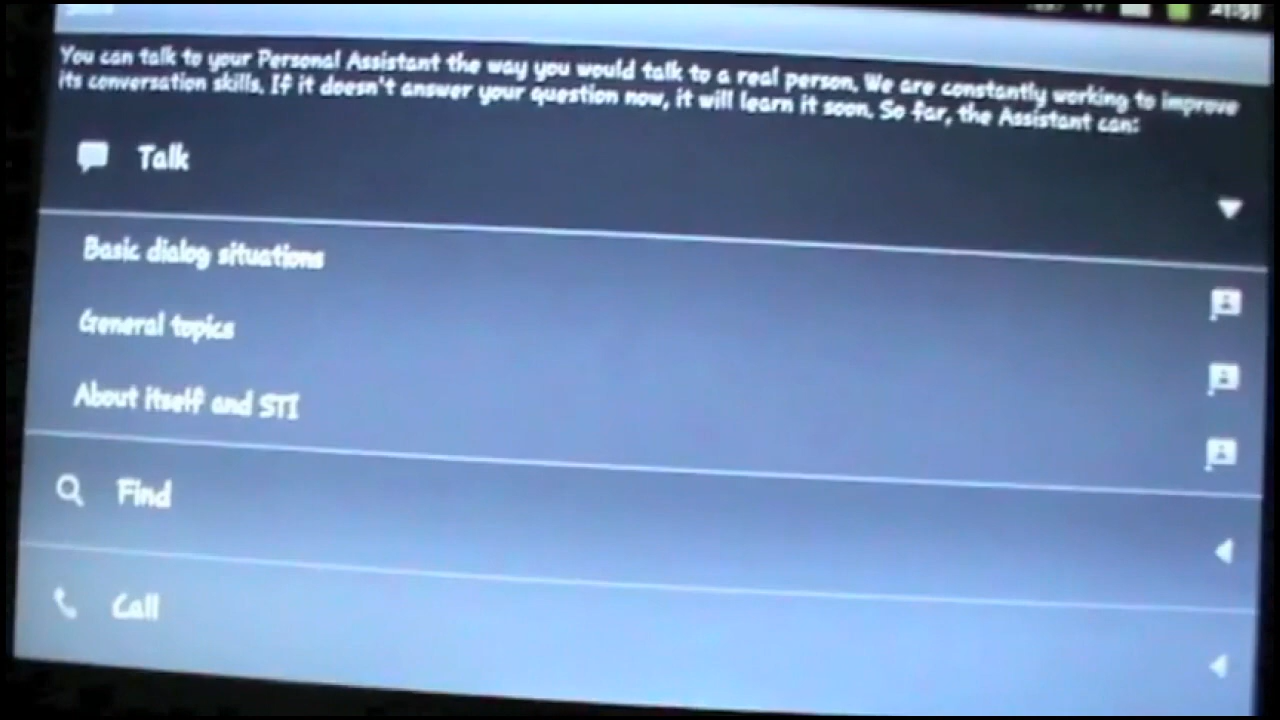 You can talk to your Personal Assistant the way you would talk to a real person. We are constantly working to improve
its conversation skills. If it doesn't answer your question now, it will learn it soon. So far, the Assistant can:
Talk
Basic dialog situations
General topics
About itself and STI
Find
Call